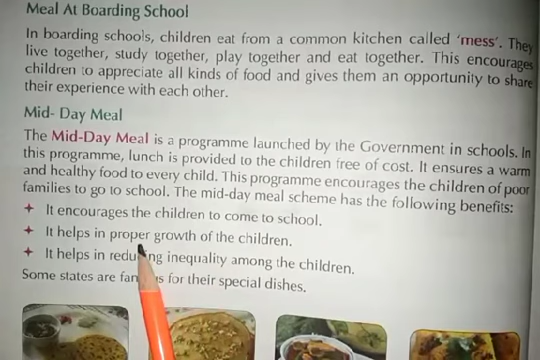 Meal At Boarding School
In boarding schools, children eat from a common kitchen called 'mess'. They
live together, study together, play together and eat together. This encourages
children to appreciate all kinds of food and gives them an opportunity to share
their experience with each other.
Mid- Day Meal
The Mid-Day Meal is a programme launched by the Government in schools. In
this programme, lunch is provided to the children free of cost. It ensures a warm
and healthy food to every child. This programme encourages the children of poor
families to go to school. The mid-day meal scheme has the following benefits:
It encourages the children to come to school.
It helps in proper growth of the children.
It helps in inequality among the children.
Some states are for their special dishes.